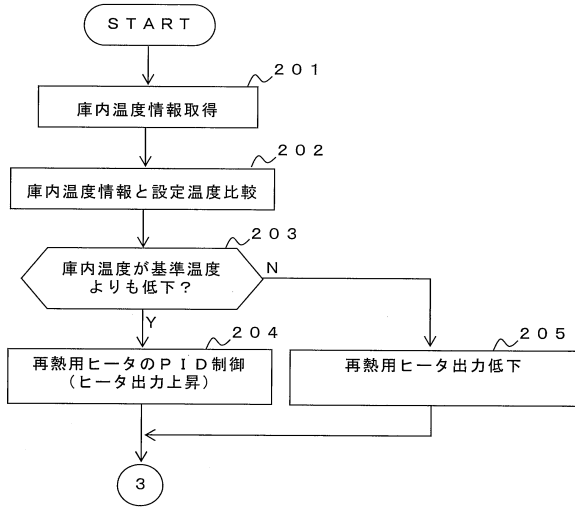 ＳＴＡＲＴ
２０１
庫内温度情報取得
２０２
庫内温度情報と設定温度比較
２０３
庫内温度が基準温度
よりも低下？
N
Y
２０４
再熱用ヒータのＰＩＤ制御
（ヒータ出力上昇）
２０５
再熱用ヒータ出力低下
３